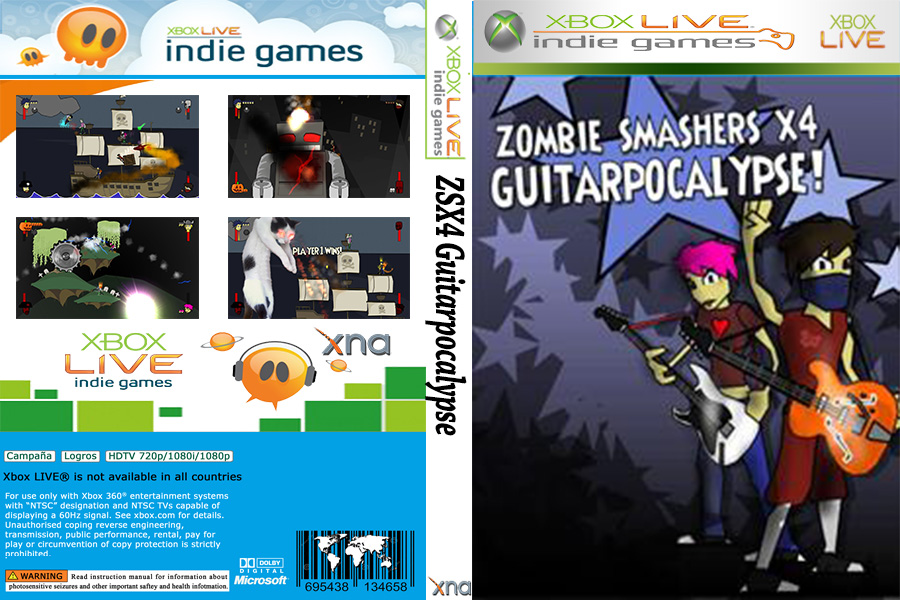 XBOX LIVE
indie games
PLAYER 1 WINS!
XBOX
LIVE
indie games
xna
Campaña Logros HDTV 720p/1080i/1080p
Xbox LIVE® is not available in all countries
For use only with Xbox 360® entertainment systems
with "NTSC" designation and NTSC TVs capable of
displaying a 60Hz signal. See xbox.com for details.
Unauthorised coping reverse engineering,
transmission, public performance, rental, pay for
play or circumvention of copy protection is strictly
prohibited.
WARNING Read instruction manual for information about
photosensitive seizures and other important saftey and health infotmation.
DOLBY
DIGITAL
Microsoft
695438 134658
XBOX LIVE
indie games
ZSX4 Guitarpocalypse
xna
XBOX LIVE
indie games
XBOX
LIVE
ZOMBIE SMASHERS X4
GUITARPOCALYPSE!